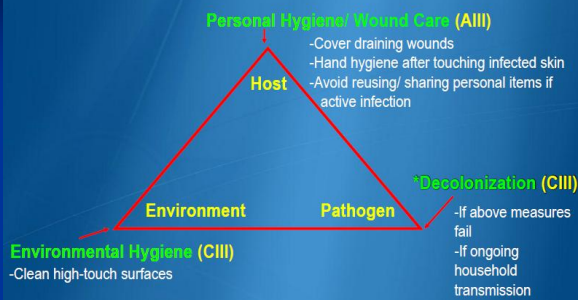 Personal Hygiene/ Wound Care (AIII)
-Cover draining wounds
-Hand hygiene after touching infected skin
-Avoid reusing/ sharing personal items if
active infection
Host
Environment
Pathogen
*Decolonization (CIII)
-If above measures
fail
-If ongoing
household
transmission
Environmental Hygiene (CIII)
-Clean high-touch surfaces